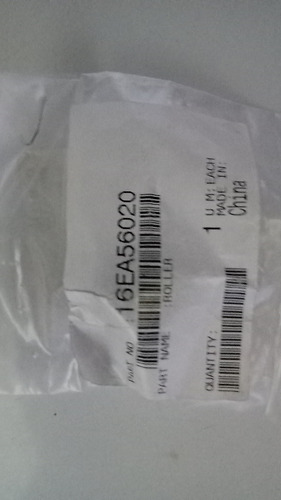 PART NO :16EA56020
PART NAME :ROLLER
QUANTITY: 1 U M:EACH
MADE IN:
China